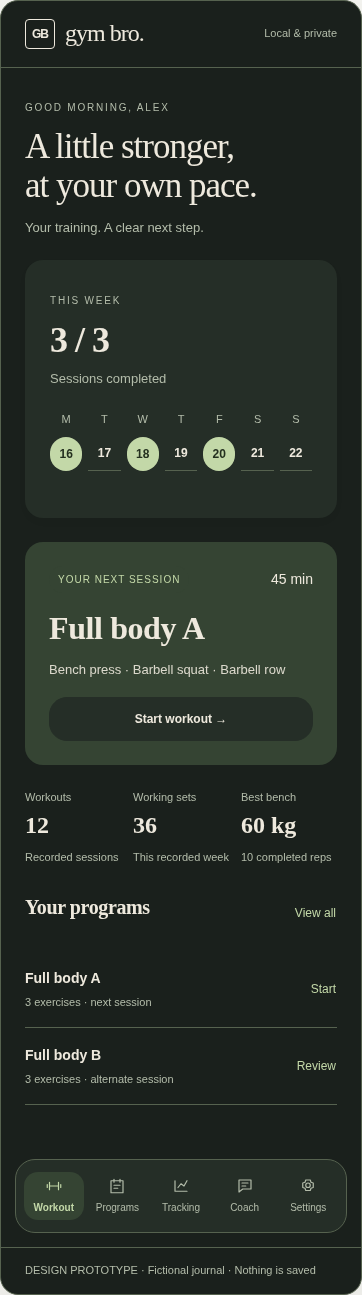 GB gym bro. Local & private
GOOD MORNING, ALEX
A little stronger,
at your own pace.
Your training. A clear next step.
THIS WEEK
3 / 3
Sessions completed
M T W T F S S
16 17 18 19 20 21 22
YOUR NEXT SESSION 45 min
Full body A
Bench press · Barbell squat · Barbell row
Start workout →
Workouts Working sets Best bench
12 36 60 kg
Recorded sessions This recorded week 10 completed reps
Your programs View all
Full body A
3 exercises · next session Start
Full body B
3 exercises · alternate session Review
Workout Programs Tracking Coach Settings
DESIGN PROTOTYPE · Fictional journal · Nothing is saved